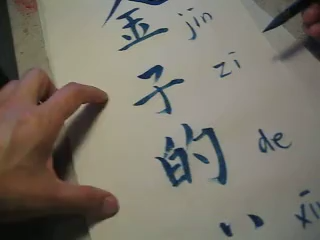 金 jin
子 zi
的 de